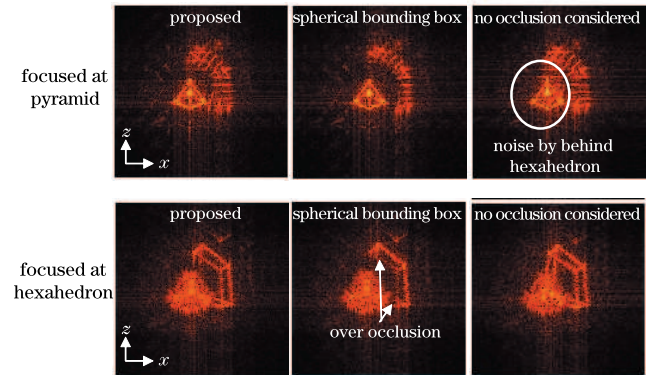 proposed
spherical bounding box
no occlusion considered
focused at
pyramid
z
x
noise by behind
hexahedron
proposed
spherical bounding box
no occlusion considered
focused at
hexahedron
z
x
over occlusion